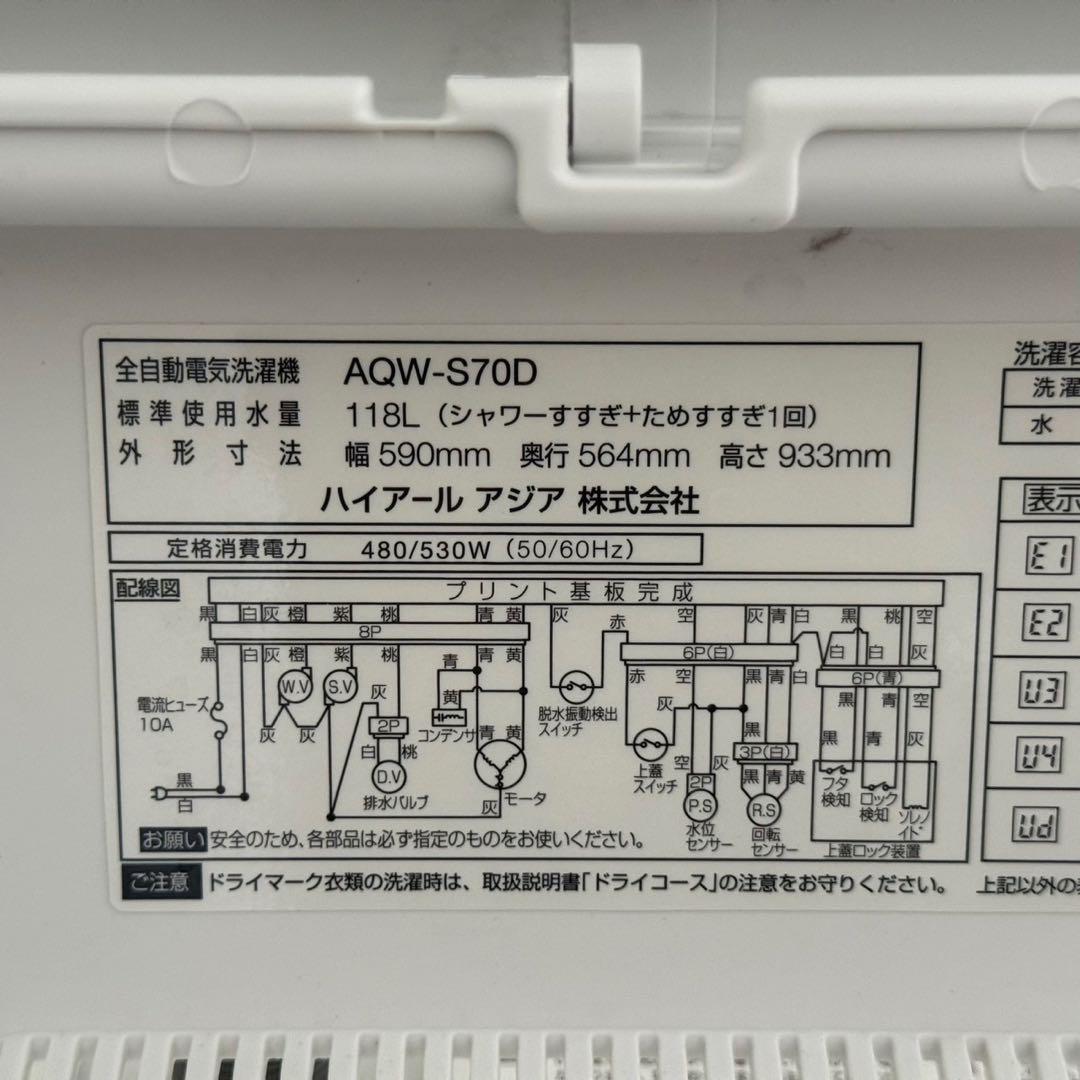 全自動電気洗濯機 AQW-S70D
標準使用水量 118L（シャワーすすぎ+ためすすぎ1回）
外形寸法 幅590mm 奥行564mm 高さ933mm
ハイアール アジア 株式会社
定格消費電力 480/530W（50/60Hz）
配線図
プリント基板完成
黒 白 灰 橙 紫 桃 青 黄 灰 赤 空 灰 青 白 黒 桃 空
8P
黒 白 灰 橙 紫 桃 青 青 黄 6P(白) 白 白 灰
W.V S.V 灰 黄 赤 空 黒 青 白 6P(青)
電流ヒューズ
10A
灰 灰 2P コンデンサ 青 黄 脱水振動検出
スイッチ
灰 黒 黒 青 灰
白 桃 空 灰 3P(白)
D.V 上蓋
スイッチ
2P 黒 青 黄 フタ
検知
ロック
検知
ソレノ
イド
黒
白
排水バルブ 灰 モータ P.S R.S
水位
センサー
回転
センサー
上蓋ロック装置
お願い 安全のため、各部品は必ず指定のものをお使いください。
ご注意 ドライマーク衣類の洗濯時は、取扱説明書「ドライコース」の注意をお守りください。
洗濯容
洗濯
水
表示
E1
E2
U3
U4
Ud
上記以外の